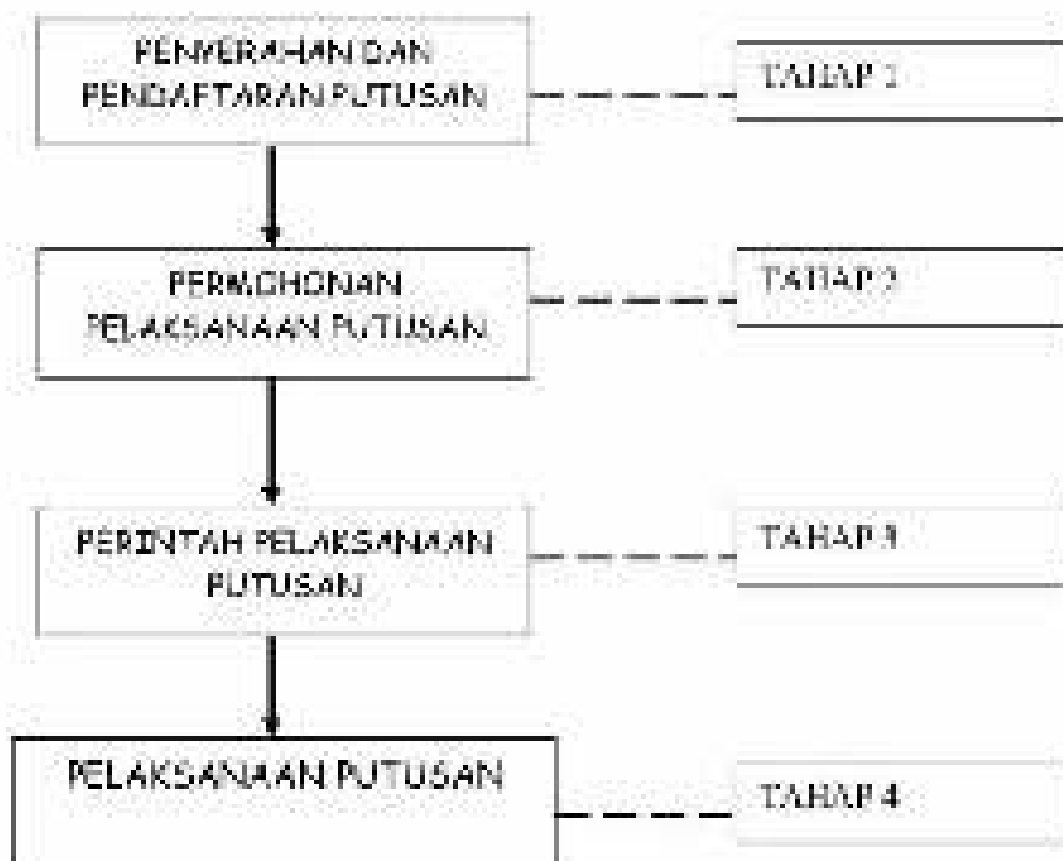 PENYERAHAN DAN
PENDAFTARAN PUTUSAN
TAHAP 1
PERMOHONAN
PELAKSANAAN PUTUSAN
TAHAP 2
PERINTAH PELAKSANAAN
PUTUSAN
TAHAP 3
PELAKSANAAN PUTUSAN
TAHAP 4